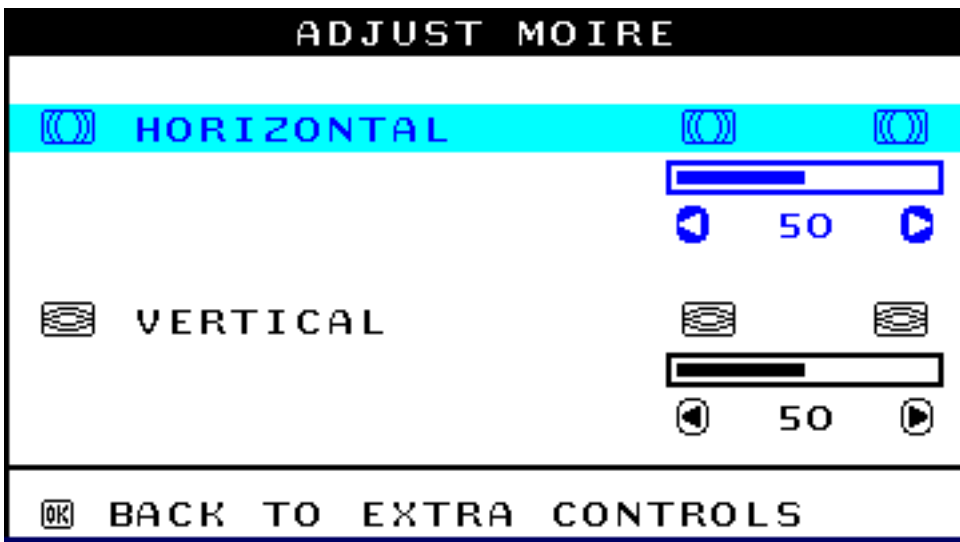 ADJUST MOIRE
HORIZONTAL
50
VERTICAL
50
OK BACK TO EXTRA CONTROLS